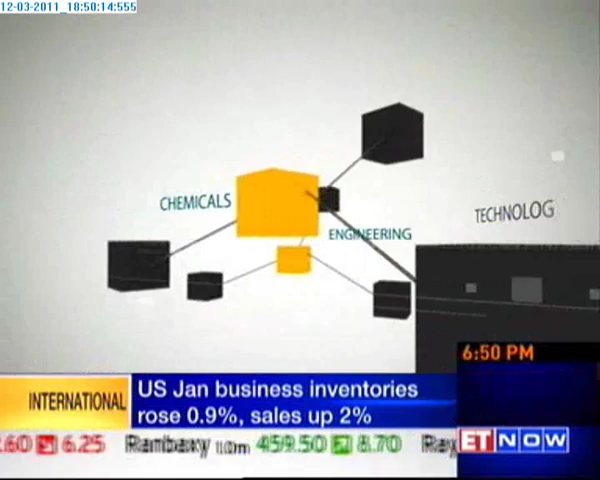 12-03-2011_18:50:14:555
CHEMICALS
TECHNOLOG
ENGINEERING
6:50 PM
INTERNATIONAL
US Jan business inventories
rose 0.9%, sales up 2%
.60 6.25 Ranbaxy 459.50 8.70 Ray
ET NOW